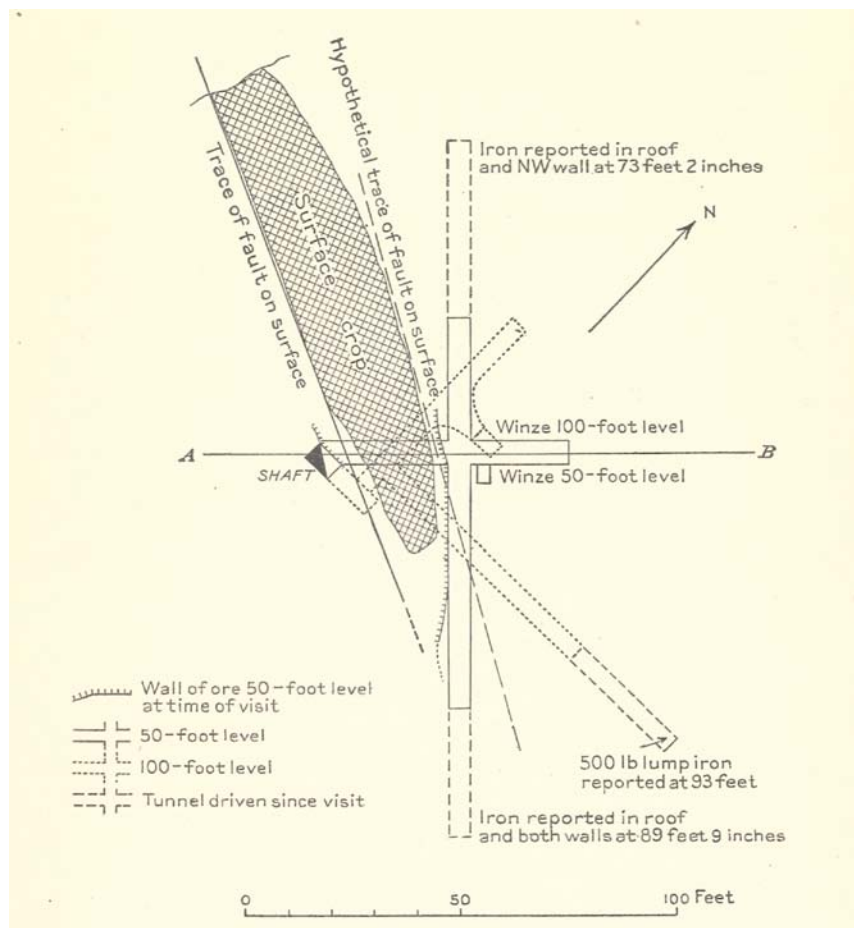 Iron reported in roof
and NW wall at 73 feet 2 inches
Hypothetical trace of fault on surface
Trace of fault on surface
Surface crop
N
Winze 100-foot level
A
B
SHAFT
Winze 50-foot level
Wall of ore 50-foot level
at time of visit
50-foot level
100-foot level
Tunnel driven since visit
500 lb lump iron
reported at 93 feet
Iron reported in roof
and both walls at 89 feet 9 inches
0 50 100 Feet